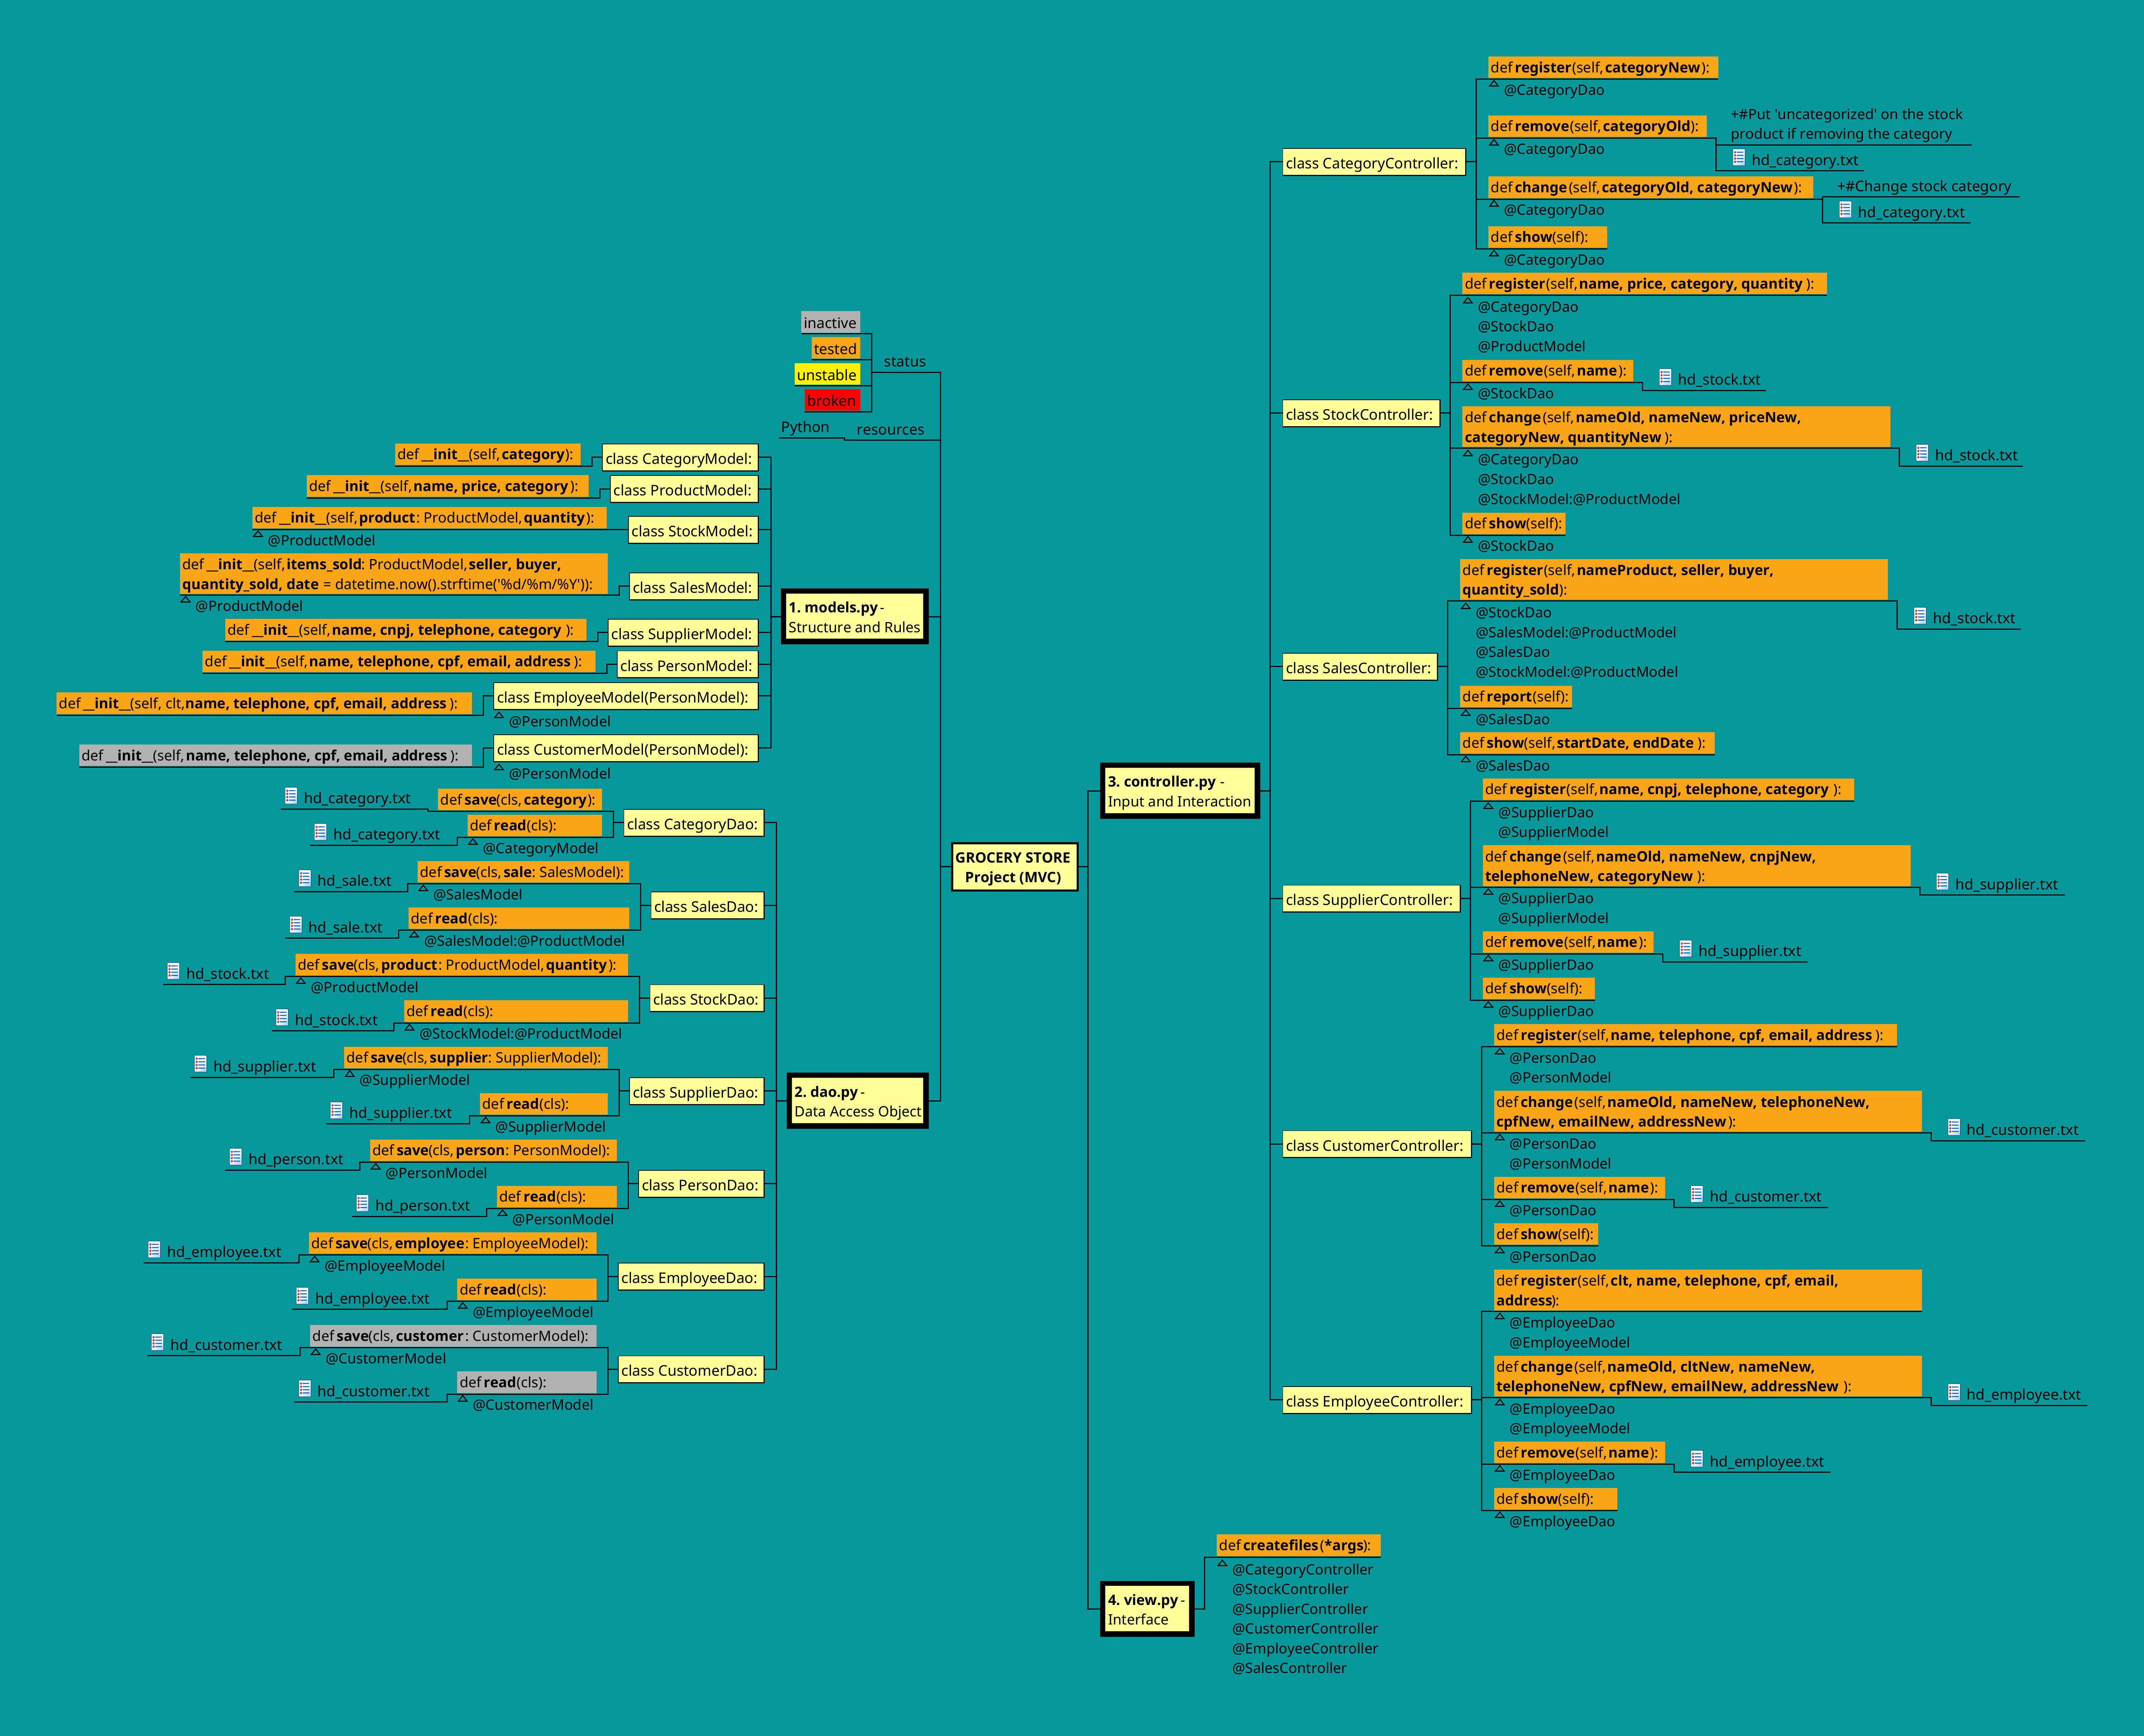 GROCERY STORE
Project (MVC)
status
inactive
tested
unstable
broken
resources
Python
1. models.py -
Structure and Rules
class CategoryModel:
def __init__(self, category):
class ProductModel:
def __init__(self, name, price, category ):
class StockModel:
def __init__(self, product: ProductModel, quantity):
@ProductModel
class SalesModel:
def __init__(self, items_sold: ProductModel, seller, buyer,
quantity_sold, date = datetime.now().strftime('%d/%m/%Y')):
@ProductModel
class SupplierModel:
def __init__(self, name, cnpj, telephone, category ):
class PersonModel:
def __init__(self, name, telephone, cpf, email, address ):
class EmployeeModel(PersonModel):
@PersonModel
def __init__(self, clt,name, telephone, cpf, email, address ):
class CustomerModel(PersonModel):
@PersonModel
def __init__(self, name, telephone, cpf, email, address ):
2. dao.py -
Data Access Object
class CategoryDao:
def save(cls, category):
hd_category.txt
def read(cls):
@CategoryModel
hd_category.txt
class SalesDao:
def save(cls, sale: SalesModel):
@SalesModel
hd_sale.txt
def read(cls):
@SalesModel:@ProductModel
hd_sale.txt
class StockDao:
def save(cls, product: ProductModel, quantity):
@ProductModel
hd_stock.txt
def read(cls):
@StockModel:@ProductModel
hd_stock.txt
class SupplierDao:
def save(cls, supplier: SupplierModel):
@SupplierModel
hd_supplier.txt
def read(cls):
@SupplierModel
hd_supplier.txt
class PersonDao:
def save(cls, person: PersonModel):
@PersonModel
hd_person.txt
def read(cls):
@PersonModel
hd_person.txt
class EmployeeDao:
def save(cls, employee: EmployeeModel):
@EmployeeModel
hd_employee.txt
def read(cls):
@EmployeeModel
hd_employee.txt
class CustomerDao:
def save(cls, customer: CustomerModel):
@CustomerModel
hd_customer.txt
def read(cls):
@CustomerModel
hd_customer.txt
3. controller.py -
Input and Interaction
class CategoryController:
def register(self, categoryNew):
@CategoryDao
def remove(self, categoryOld):
@CategoryDao
+#Put 'uncategorized' on the stock
product if removing the category
hd_category.txt
def change(self, categoryOld, categoryNew):
@CategoryDao
+#Change stock category
hd_category.txt
def show(self):
@CategoryDao
class StockController:
def register(self, name, price, category, quantity ):
@CategoryDao
@StockDao
@ProductModel
def remove(self, name):
@StockDao
hd_stock.txt
def change(self, nameOld, nameNew, priceNew,
categoryNew, quantityNew ):
@CategoryDao
@StockDao
@StockModel:@ProductModel
hd_stock.txt
def show(self):
@StockDao
class SalesController:
def register(self, nameProduct, seller, buyer,
quantity_sold):
@StockDao
@SalesModel:@ProductModel
@SalesDao
@StockModel:@ProductModel
hd_stock.txt
def report(self):
@SalesDao
def show(self, startDate, endDate ):
@SalesDao
class SupplierController:
def register(self, name, cnpj, telephone, category ):
@SupplierDao
@SupplierModel
def change(self, nameOld, nameNew, cnpjNew,
telephoneNew, categoryNew ):
@SupplierDao
@SupplierModel
hd_supplier.txt
def remove(self, name):
@SupplierDao
hd_supplier.txt
def show(self):
@SupplierDao
class CustomerController:
def register(self, name, telephone, cpf, email, address ):
@PersonDao
@PersonModel
def change(self, nameOld, nameNew, telephoneNew,
cpfNew, emailNew, addressNew):
@PersonDao
@PersonModel
hd_customer.txt
def remove(self, name):
@PersonDao
hd_customer.txt
def show(self):
@PersonDao
class EmployeeController:
def register(self, clt, name, telephone, cpf, email,
address):
@EmployeeDao
@EmployeeModel
def change(self, nameOld, cltNew, nameNew,
telephoneNew, cpfNew, emailNew, addressNew ):
@EmployeeDao
@EmployeeModel
hd_employee.txt
def remove(self, name):
@EmployeeDao
hd_employee.txt
def show(self):
@EmployeeDao
4. view.py -
Interface
def createfiles(*args):
@CategoryController
@StockController
@SupplierController
@CustomerController
@EmployeeController
@SalesController